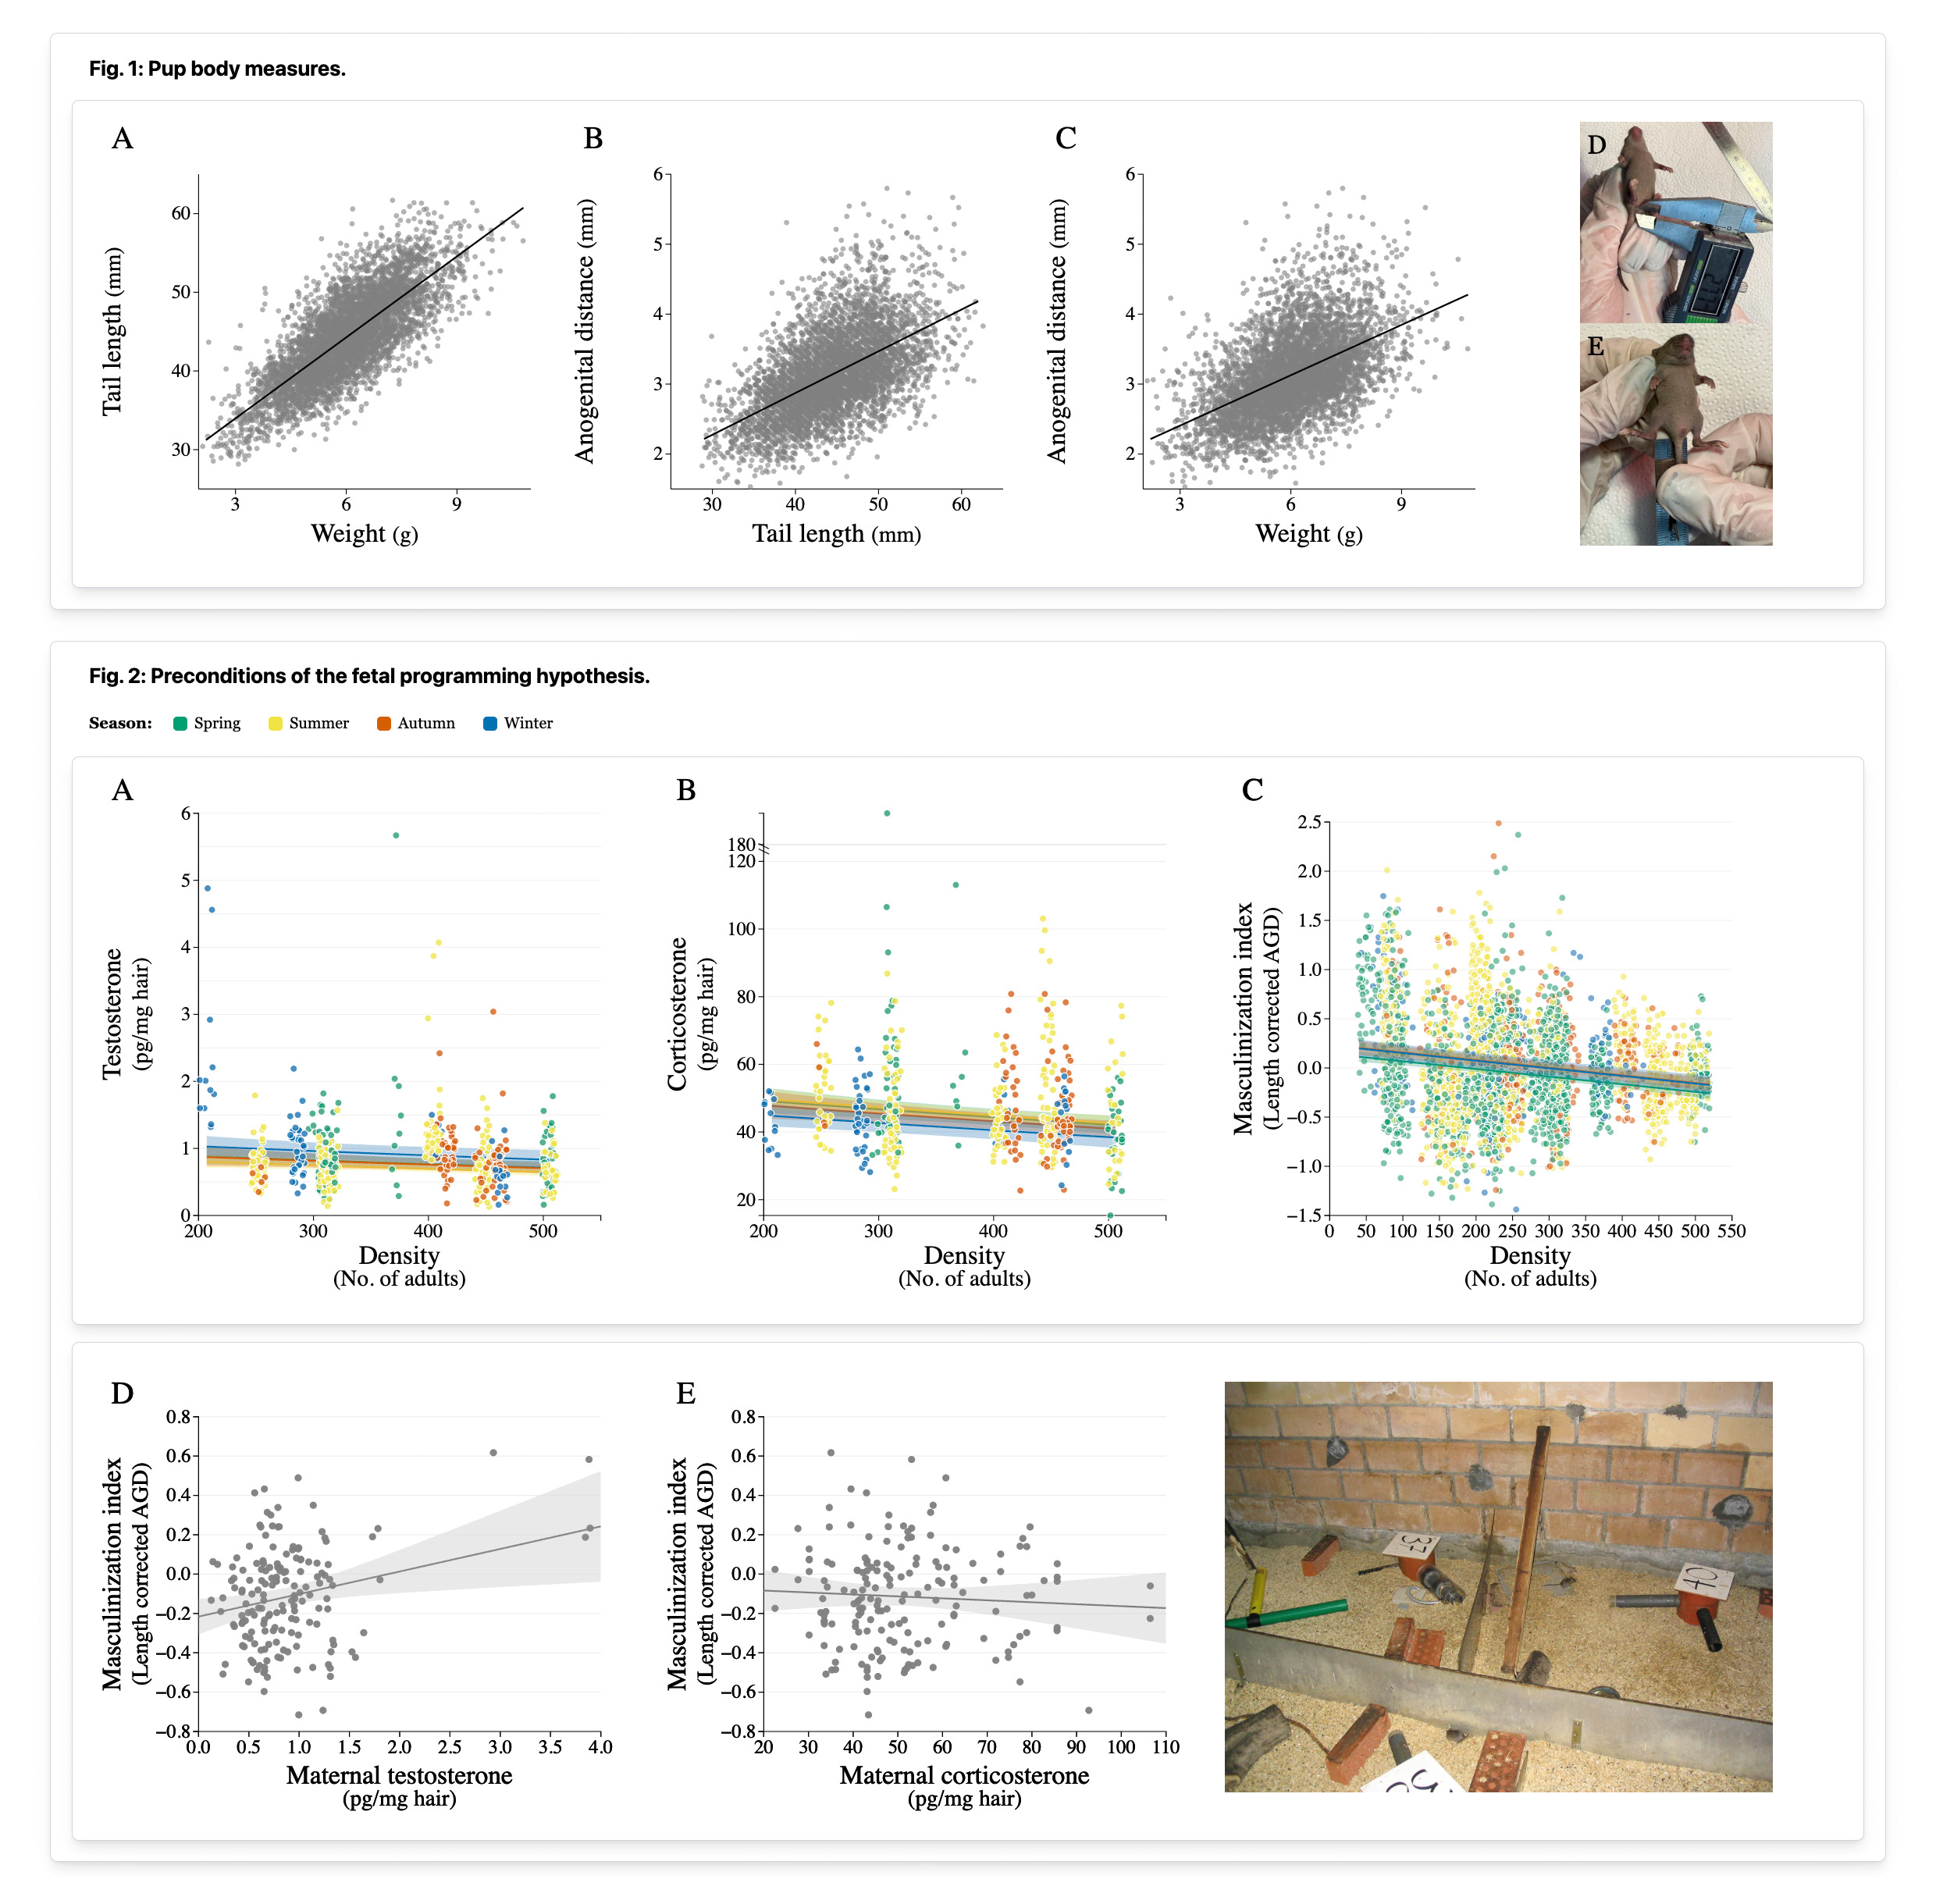 Fig. 1: Pup body measures.
A
B
C
D
E
Tail length (mm)
60
50
40
30
3
6
9
Weight (g)
Anogenital distance (mm)
6
5
4
3
2
30
40
50
60
Tail length (mm)
Anogenital distance (mm)
6
5
4
3
2
3
6
9
Weight (g)
Fig. 2: Preconditions of the fetal programming hypothesis.
Season: Spring Summer Autumn Winter
A
Testosterone
(pg/mg hair)
6
5
4
3
2
1
0
200
300
400
500
Density
(No. of adults)
B
Corticosterone
(pg/mg hair)
180
120
100
80
60
40
20
200
300
400
500
Density
(No. of adults)
C
Masculinization index
(Length corrected AGD)
2.5
2.0
1.5
1.0
0.5
0.0
−0.5
−1.0
−1.5
0
50
100
150
200
250
300
350
400
450
500
550
Density
(No. of adults)
D
Masculinization index
(Length corrected AGD)
0.8
0.6
0.4
0.2
0.0
−0.2
−0.4
−0.6
−0.8
0.0
0.5
1.0
1.5
2.0
2.5
3.0
3.5
4.0
Maternal testosterone
(pg/mg hair)
E
Masculinization index
(Length corrected AGD)
0.8
0.6
0.4
0.2
0.0
−0.2
−0.4
−0.6
−0.8
20
30
40
50
60
70
80
90
100
110
Maternal corticosterone
(pg/mg hair)
37
40